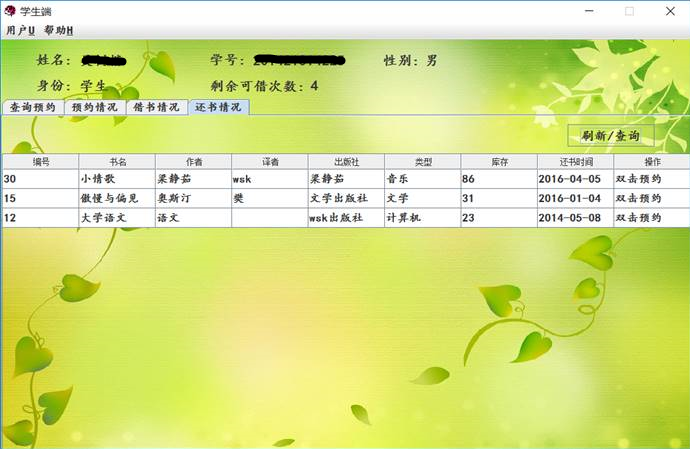 学生端
用户U 帮助H
姓名: 学号: 性别: 男
身份: 学生 剩余可借次数: 4
查询预约 预约情况 借书情况 还书情况
刷新/查询
编号 书名 作者 译者 出版社 类型 库存 还书时间 操作
30 小情歌 梁静茹 wsk 梁静茹 音乐 86 2016-04-05 双击预约
15 傲慢与偏见 奥斯汀 樊 文学出版社 文学 31 2016-01-04 双击预约
12 大学语文 语文 wsk出版社 计算机 23 2014-05-08 双击预约